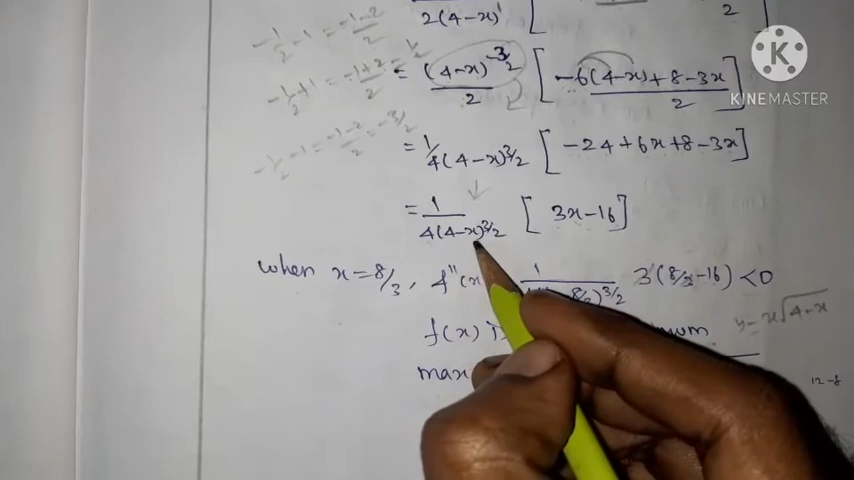 2(4-x)¹ [ 2
-1/2 - 1 = (-1-2)/2
= (4-x)^-3/2 / 2 [ (-6(4-x)+8-3x) / 2 ]
-1/2 + 1 = (-1+2)/2 = 1/2
KINEMASTER
-1/2 - 1 = (-1-2)/2 = -3/2
= 1/4(4-x)^3/2 [ -24+6x+8-3x ]
= 1 / 4(4-x)^3/2 [ 3x-16 ]
when x = 8/3, 4"(x 1 8/3)^3/2 3(8/3-16) < 0
y = x√4-x
f(x) mum
max
12-8